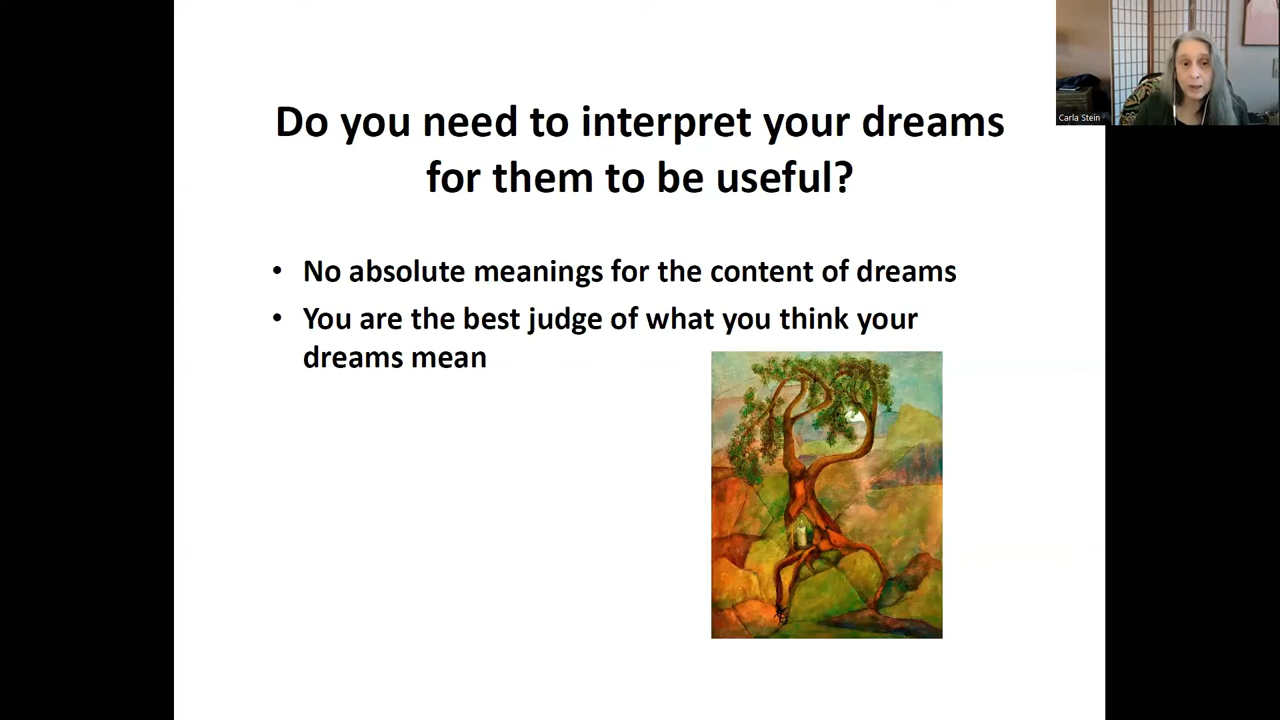 Do you need to interpret your dreams
for them to be useful?
• No absolute meanings for the content of dreams
• You are the best judge of what you think your
dreams mean
Carla Stein